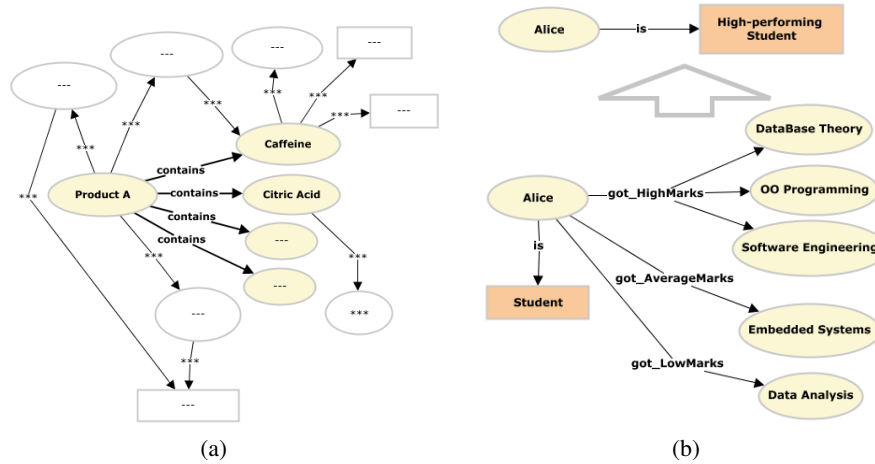 ---
***
---
***
***
---
***
***
---
***
---
Caffeine
***
contains
Product A
contains
Citric Acid
contains
---
contains
---
***
***
---
***
***
---
(a)
Alice
is
High-performing
Student
DataBase Theory
Alice
got_HighMarks
OO Programming
is
Software Engineering
Student
got_AverageMarks
Embedded Systems
got_LowMarks
Data Analysis
(b)